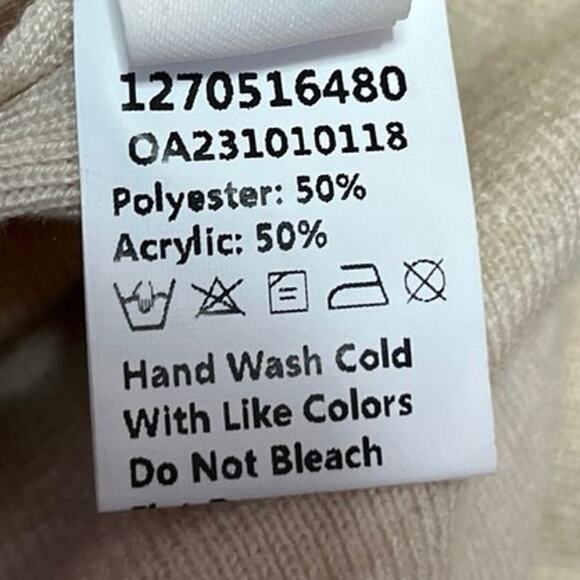 1270516480
OA231010118
Polyester: 50%
Acrylic: 50%
Hand Wash Cold
With Like Colors
Do Not Bleach